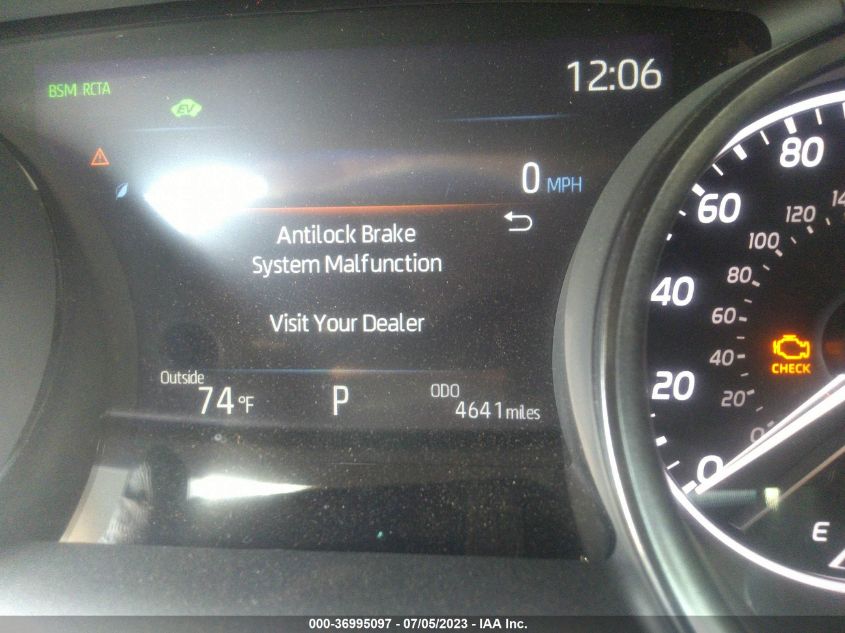 BSM RCTA
EV
12:06
0 MPH
Antilock Brake
System Malfunction
Visit Your Dealer
Outside
74°F
P
ODO
4641 miles
80
60
40
20
0
120
100
80
60
40
20
0
CHECK
E
000-36995097 - 07/05/2023 - IAA Inc.